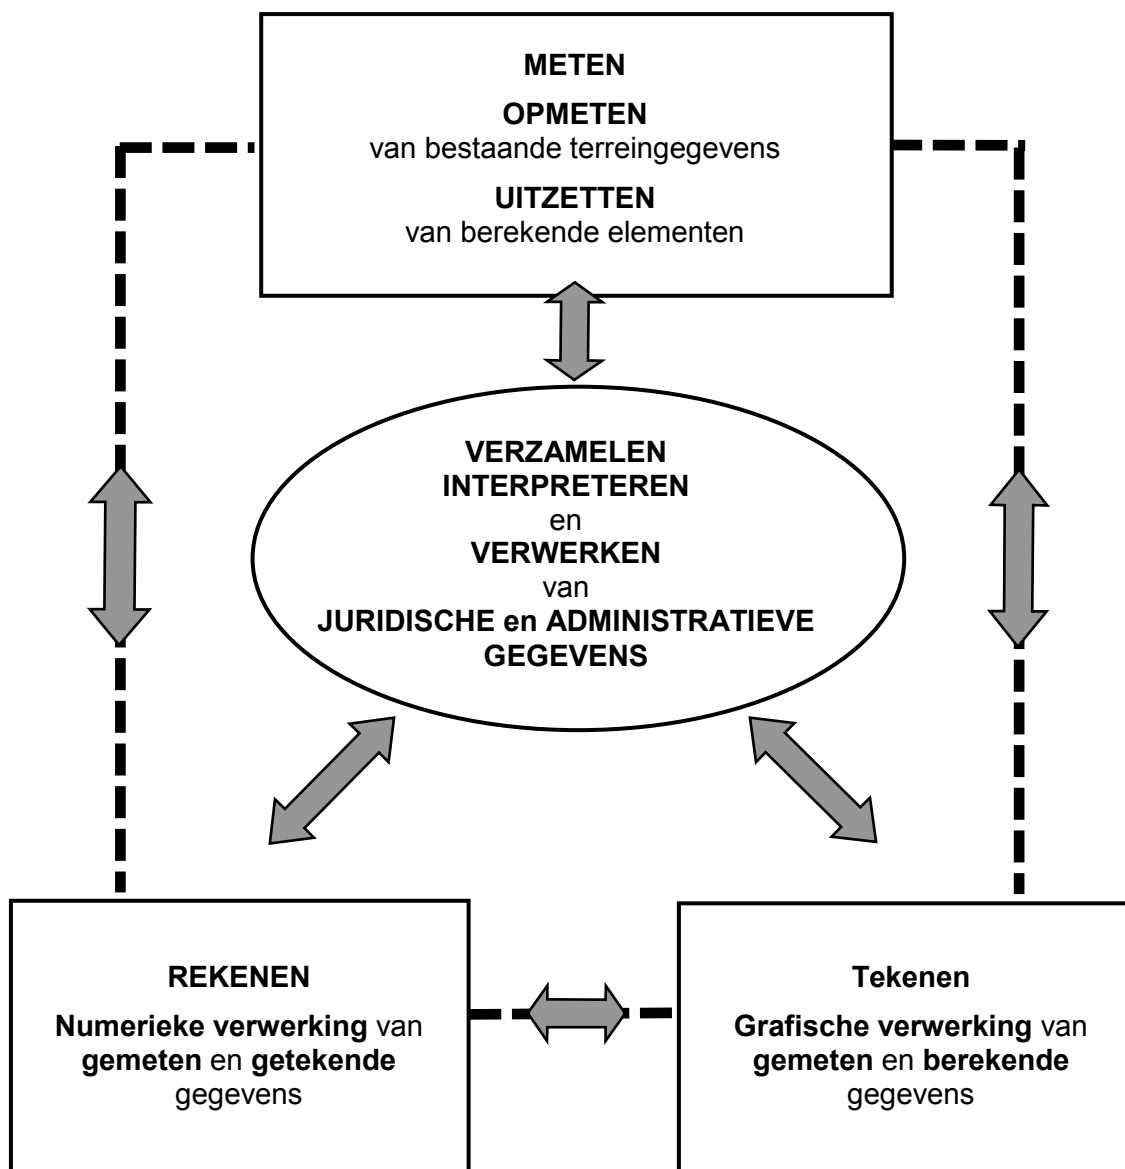 METEN
OPMETEN
van bestaande terreingegevens
UITZETTEN
van berekende elementen
VERZAMELEN
INTERPRETEREN
en
VERWERKEN
van
JURIDISCHE en ADMINISTRATIEVE
GEGEVENS
REKENEN
Numerieke verwerking van
gemeten en getekende
gegevens
Tekenen
Grafische verwerking van
gemeten en berekende
gegevens